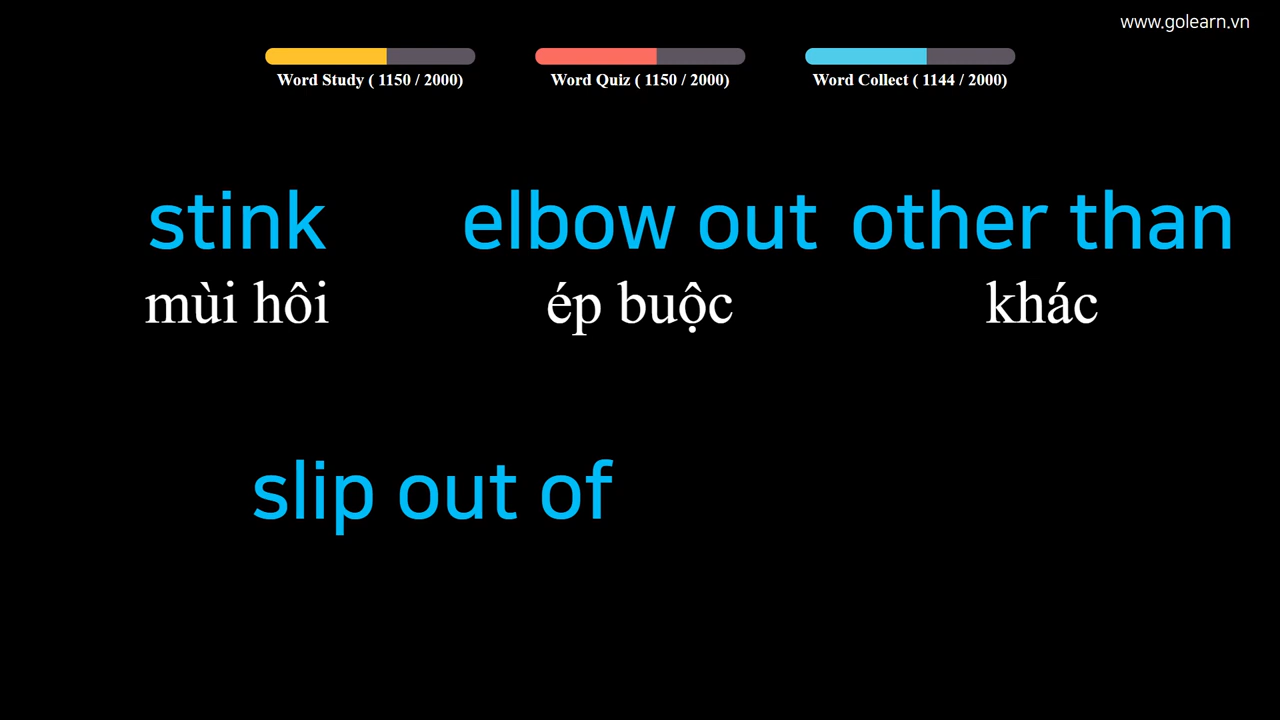 www.golearn.vn
Word Study ( 1150 / 2000) Word Quiz ( 1150 / 2000) Word Collect ( 1144 / 2000)
stink elbow out other than
mùi hôi ép buộc khác
slip out of